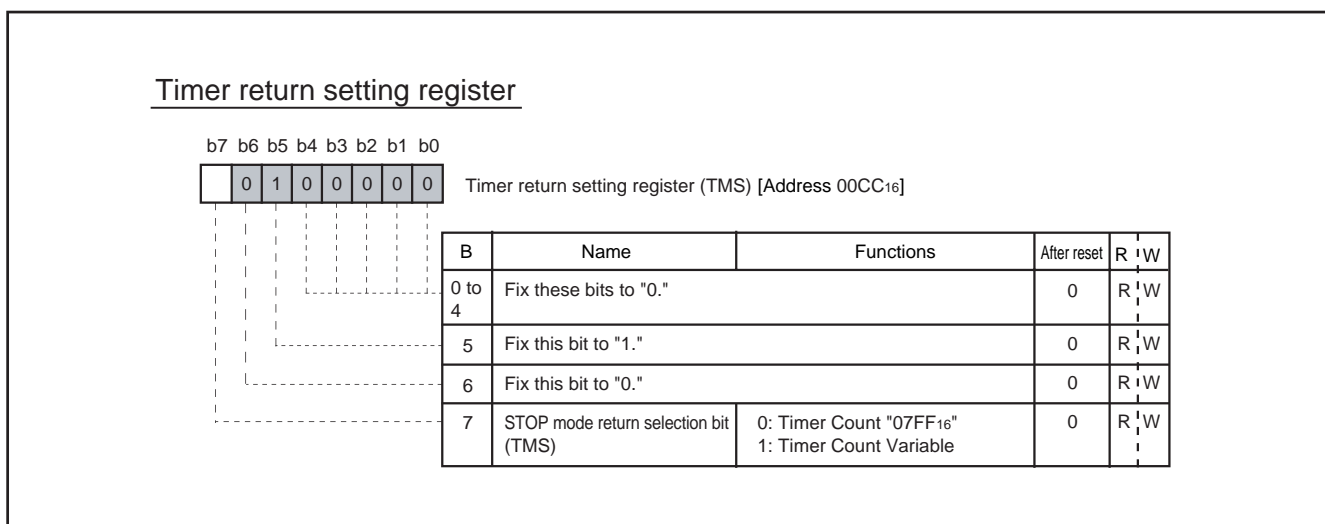 Timer return setting register
b7 b6 b5 b4 b3 b2 b1 b0
0 1 0 0 0 0 0 Timer return setting register (TMS) [Address 00CC16]
B Name Functions After reset R W
0 to 4 Fix these bits to "0." 0 R W
5 Fix this bit to "1." 0 R W
6 Fix this bit to "0." 0 R W
7 STOP mode return selection bit 0: Timer Count "07FF16" 0 R W
(TMS) 1: Timer Count Variable